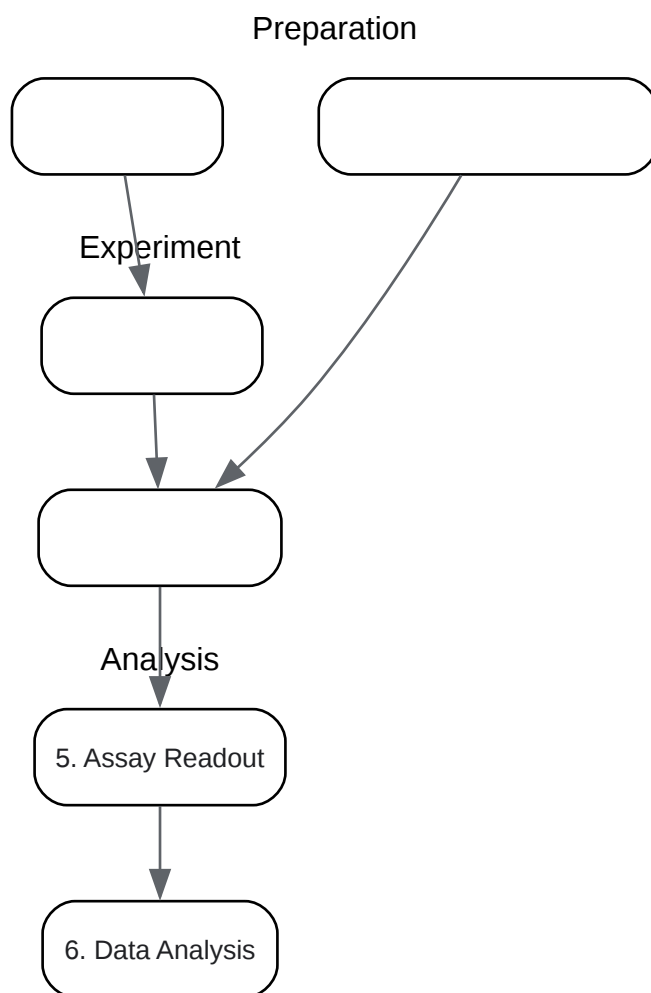 Preparation
Experiment
Analysis
5. Assay Readout
6. Data Analysis